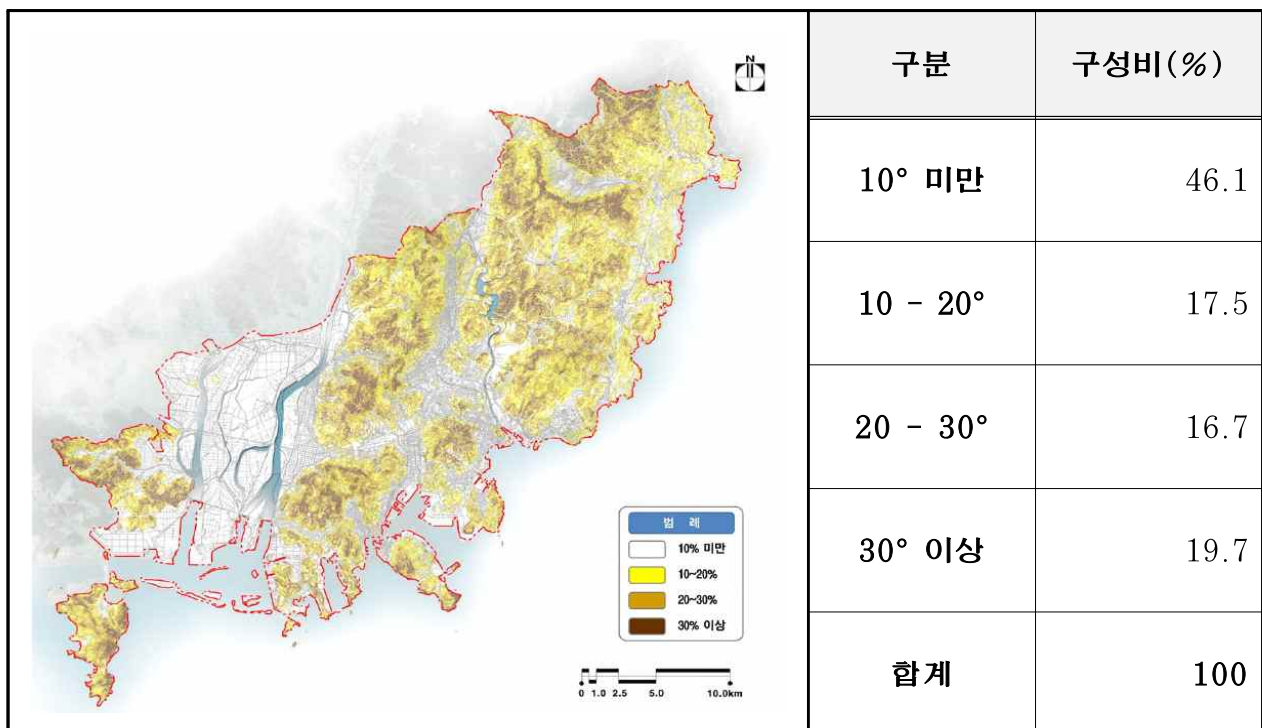 N
범 례
10% 미만
10~20%
20~30%
30% 이상
0 1.0 2.5 5.0 10.0km
구분 구성비(%)
10° 미만 46.1
10 - 20° 17.5
20 - 30° 16.7
30° 이상 19.7
합계 100